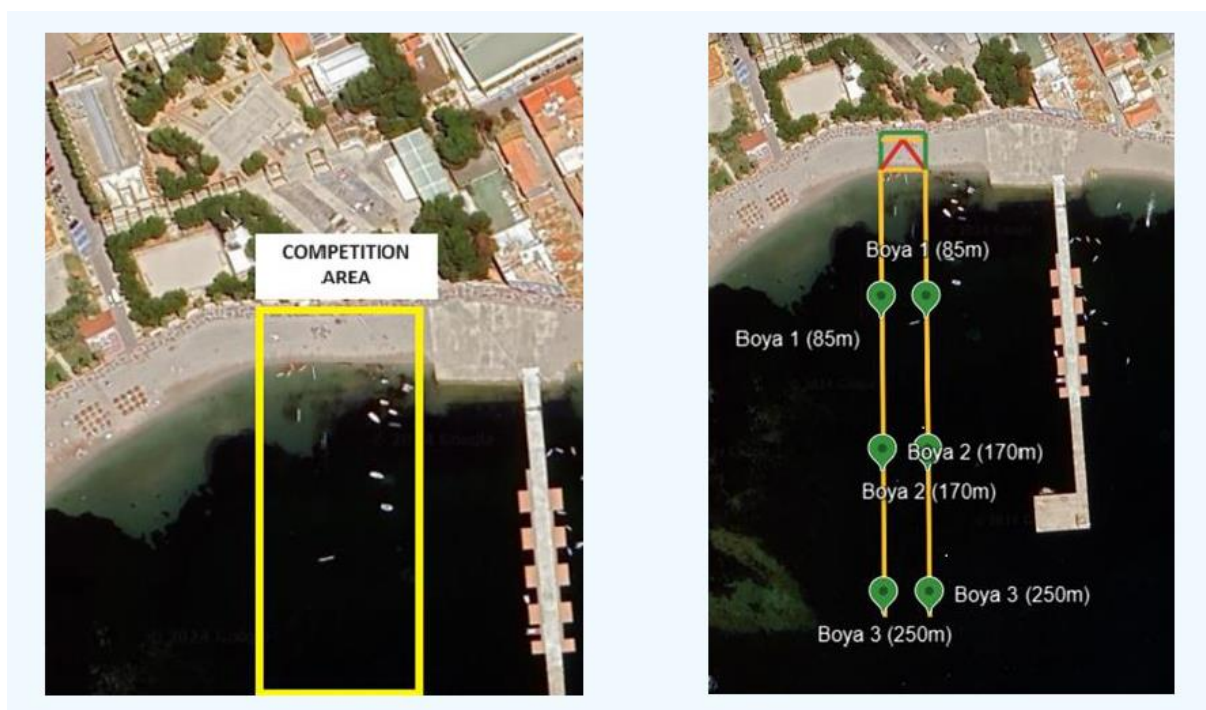 COMPETITION
AREA
Boya 1 (85m)
Boya 1 (85m)
Boya 2 (170m)
Boya 2 (170m)
Boya 3 (250m)
Boya 3 (250m)